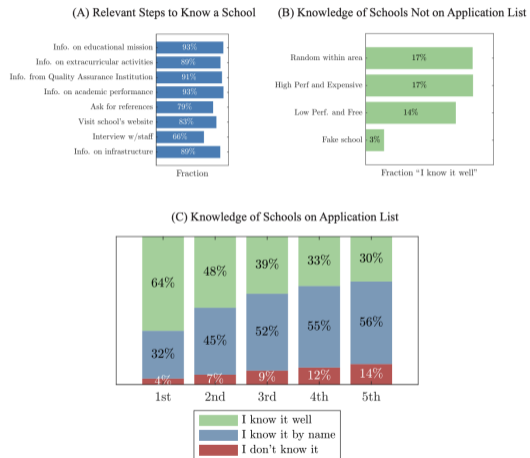 (A) Relevant Steps to Know a School
Info. on educational mission 93%
Info. on extracurricular activities 89%
Info. from Quality Assurance Institution 91%
Info. on academic performance 93%
Ask for references 79%
Visit school's website 83%
Interview w/staff 66%
Info. on infrastructure 89%
Fraction
(B) Knowledge of Schools Not on Application List
Random within area 17%
High Perf and Expensive 17%
Low Perf. and Free 14%
Fake school 3%
Fraction "I know it well"
(C) Knowledge of Schools on Application List
64% 48% 39% 33% 30%
32% 45% 52% 55% 56%
4% 7% 9% 12% 14%
1st 2nd 3rd 4th 5th
I know it well
I know it by name
I don't know it